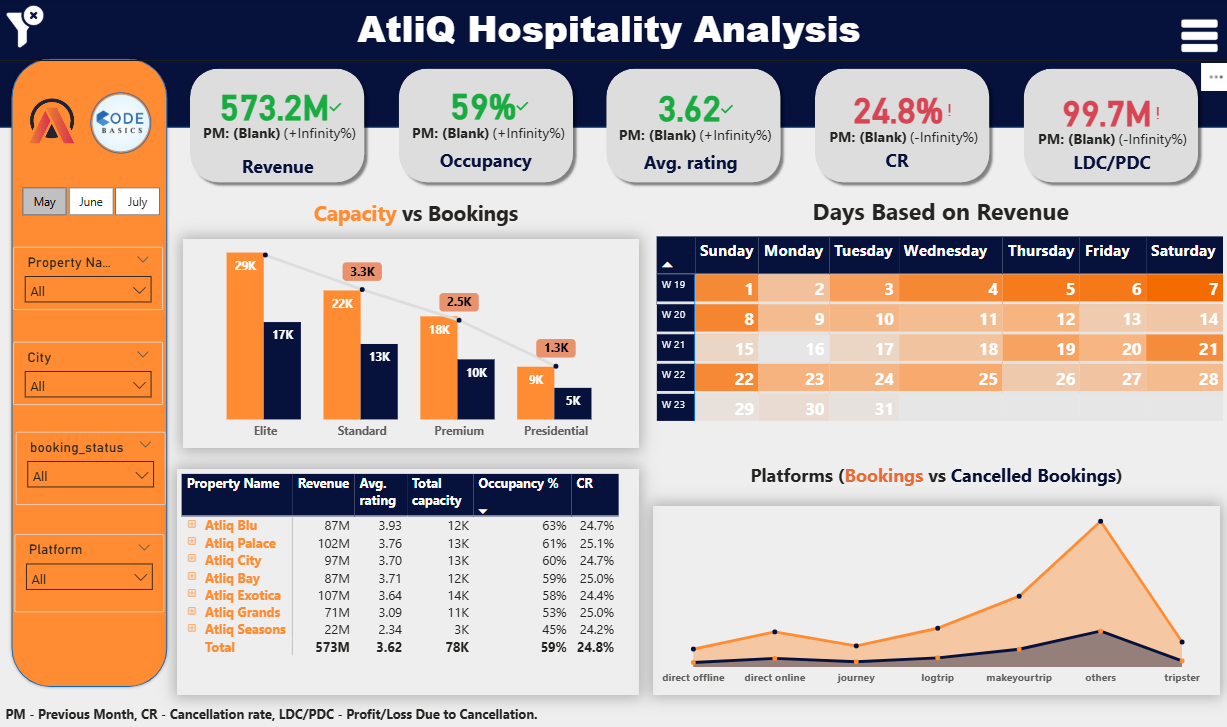 AtliQ Hospitality Analysis
CODE
BASICS
May June July
Property Na...
All
City
All
booking_status
All
Platform
All
573.2M
PM: (Blank) (+Infinity%)
Revenue
59%
PM: (Blank) (+Infinity%)
Occupancy
3.62
PM: (Blank) (+Infinity%)
Avg. rating
24.8% !
PM: (Blank) (-Infinity%)
CR
99.7M !
PM: (Blank) (-Infinity%)
LDC/PDC
Capacity vs Bookings
29K 17K
3.3K
22K 13K
2.5K
18K 10K
1.3K
9K 5K
Elite Standard Premium Presidential
Days Based on Revenue
Sunday Monday Tuesday Wednesday Thursday Friday Saturday
W 19 1 2 3 4 5 6 7
W 20 8 9 10 11 12 13 14
W 21 15 16 17 18 19 20 21
W 22 22 23 24 25 26 27 28
W 23 29 30 31
Property Name Revenue Avg. rating Total capacity Occupancy % CR
Atliq Blu 87M 3.93 12K 63% 24.7%
Atliq Palace 102M 3.76 13K 61% 25.1%
Atliq City 97M 3.70 13K 60% 24.7%
Atliq Bay 87M 3.71 12K 59% 25.0%
Atliq Exotica 107M 3.64 14K 58% 24.4%
Atliq Grands 71M 3.09 11K 53% 25.0%
Atliq Seasons 22M 2.34 3K 45% 24.2%
Total 573M 3.62 78K 59% 24.8%
Platforms (Bookings vs Cancelled Bookings)
direct offline direct online journey logtrip makeyourtrip others tripster
PM - Previous Month, CR - Cancellation rate, LDC/PDC - Profit/Loss Due to Cancellation.